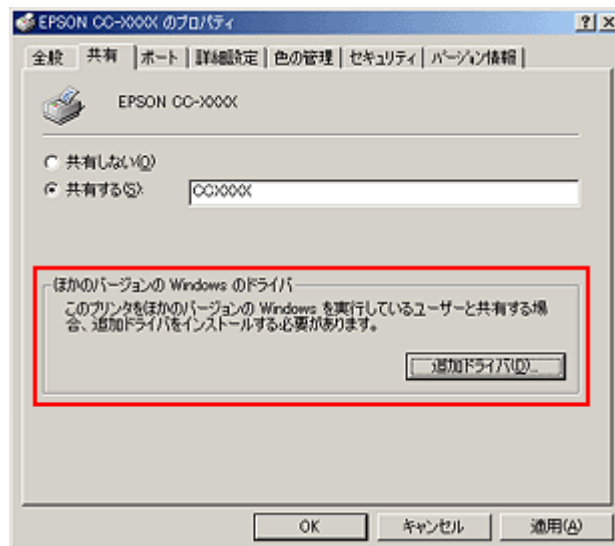 EPSON CC-XXXX のプロパティ
全般 共有 ポート 詳細設定 色の管理 セキュリティ バージョン情報
EPSON CC-XXXX
共有しない(O)
共有する(S): CCXXXX
ほかのバージョンの Windows のドライバ
このプリンタをほかのバージョンの Windows を実行しているユーザーと共有する場
合、追加ドライバをインストールする必要があります。
追加ドライバ(D)...
OK キャンセル 適用(A)